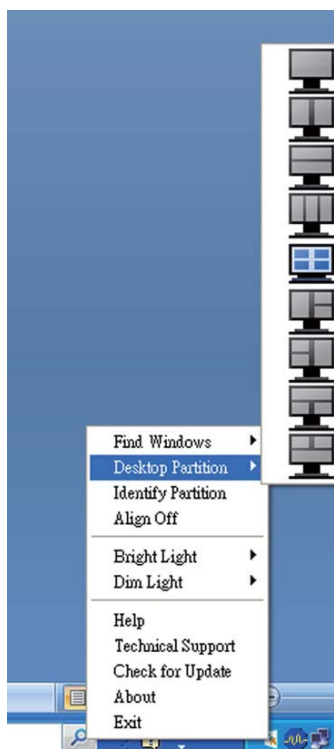 Find Windows
Desktop Partition
Identify Partition
Align Off
Bright Light
Dim Light
Help
Technical Support
Check for Update
About
Exit